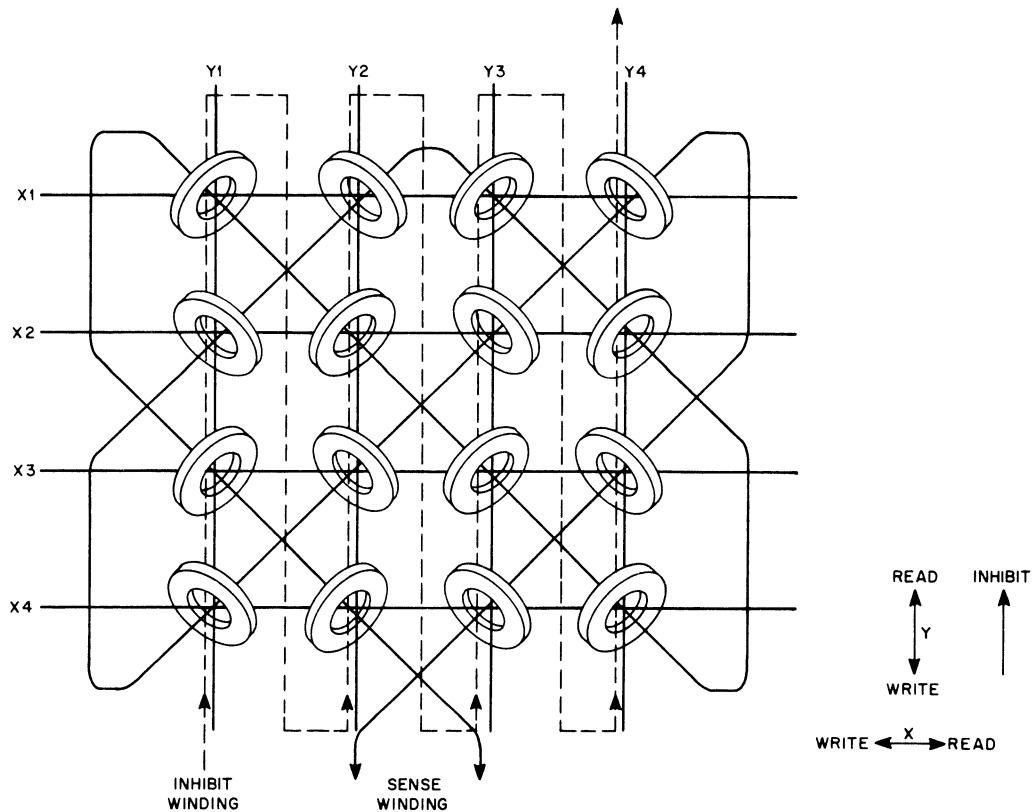 Y1 Y2 Y3 Y4
X1
X2
X3
X4
READ INHIBIT
Y
WRITE
WRITE X READ
INHIBIT
WINDING
SENSE
WINDING